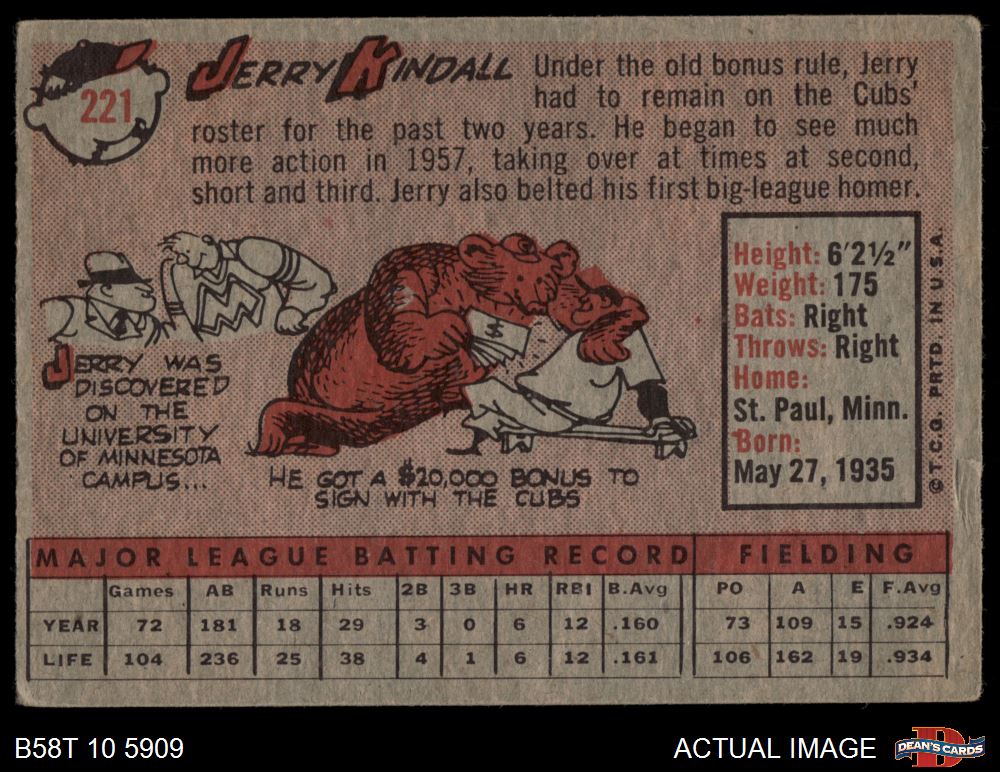 221
JERRY KINDALL
Under the old bonus rule, Jerry
had to remain on the Cubs'
roster for the past two years. He began to see much
more action in 1957, taking over at times at second,
short and third. Jerry also belted his first big-league homer.
JERRY WAS
DISCOVERED
ON THE
UNIVERSITY
OF MINNESOTA
CAMPUS...
$
HE GOT A $20,000 BONUS TO
SIGN WITH THE CUBS
Height: 6'2½"
Weight: 175
Bats: Right
Throws: Right
Home:
St. Paul, Minn.
Born:
May 27, 1935
©T.C.G. PRTD. IN U.S.A.
MAJOR LEAGUE BATTING RECORD FIELDING
Games AB Runs Hits 2B 3B HR RBI B.Avg PO A E F.Avg
YEAR 72 181 18 29 3 0 6 12 .160 73 109 15 .924
LIFE 104 236 25 38 4 1 6 12 .161 106 162 19 .934
B58T 10 5909
ACTUAL IMAGE
D
DEAN'S CARDS